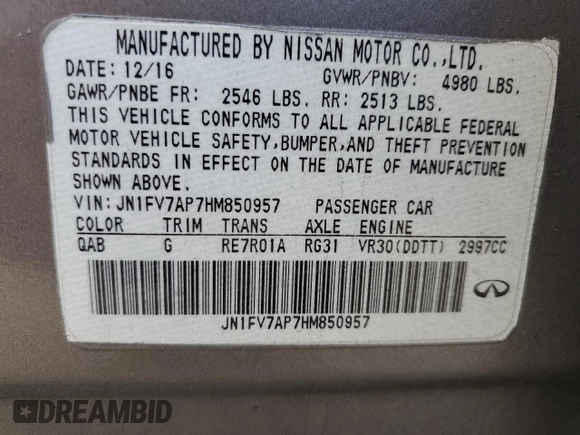 MANUFACTURED BY NISSAN MOTOR CO.,LTD.
DATE: 12/16 GVWR/PNBV: 4980 LBS.
GAWR/PNBE FR: 2546 LBS. RR: 2513 LBS.
THIS VEHICLE CONFORMS TO ALL APPLICABLE FEDERAL
MOTOR VEHICLE SAFETY,BUMPER,AND THEFT PREVENTION
STANDARDS IN EFFECT ON THE DATE OF MANUFACTURE
SHOWN ABOVE.
VIN: JN1FV7AP7HM850957 PASSENGER CAR
COLOR TRIM TRANS AXLE ENGINE
QAB G RE7R01A RG31 VR30(DDTT) 2997CC
JN1FV7AP7HM850957
DREAMBID